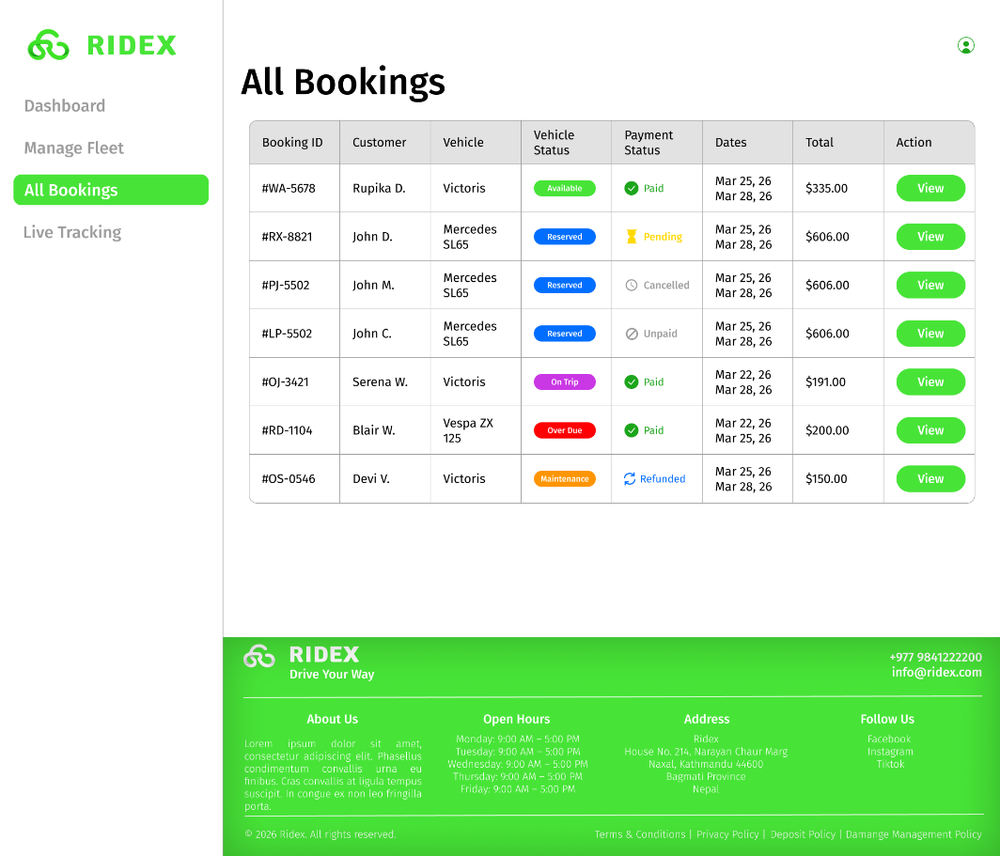 RIDEX
Dashboard
Manage Fleet
All Bookings
Live Tracking
All Bookings
Booking ID
Customer
Vehicle
Vehicle
Status
Payment
Status
Dates
Total
Action
#WA-5678
Rupika D.
Victoris
Available
Paid
Mar 25, 26
Mar 28, 26
$335.00
View
#RX-8821
John D.
Mercedes
SL65
Reserved
Pending
Mar 25, 26
Mar 28, 26
$606.00
View
#PJ-5502
John M.
Mercedes
SL65
Reserved
Cancelled
Mar 25, 26
Mar 28, 26
$606.00
View
#LP-5502
John C.
Mercedes
SL65
Reserved
Unpaid
Mar 25, 26
Mar 28, 26
$606.00
View
#OJ-3421
Serena W.
Victoris
On Trip
Paid
Mar 22, 26
Mar 28, 26
$191.00
View
#RD-1104
Blair W.
Vespa ZX
125
Over Due
Paid
Mar 22, 26
Mar 25, 26
$200.00
View
#OS-0546
Devi V.
Victoris
Maintenance
Refunded
Mar 25, 26
Mar 28, 26
$150.00
View
RIDEX
Drive Your Way
+977 9841222200
info@ridex.com
About Us
Lorem ipsum dolor sit amet,
consectetur adipiscing elit. Phasellus
condimentum convallis urna eu
finibus. Cras convallis at ligula tempus
suscipit. In congue ex non leo fringilla
porta.
Open Hours
Monday: 9:00 AM – 5:00 PM
Tuesday: 9:00 AM – 5:00 PM
Wednesday: 9:00 AM – 5:00 PM
Thursday: 9:00 AM – 5:00 PM
Friday: 9:00 AM – 5:00 PM
Address
Ridex
House No. 214, Narayan Chaur Marg
Naxal, Kathmandu 44600
Bagmati Province
Nepal
Follow Us
Facebook
Instagram
Tiktok
© 2026 Ridex. All rights reserved.
Terms & Conditions | Privacy Policy | Deposit Policy | Damange Management Policy